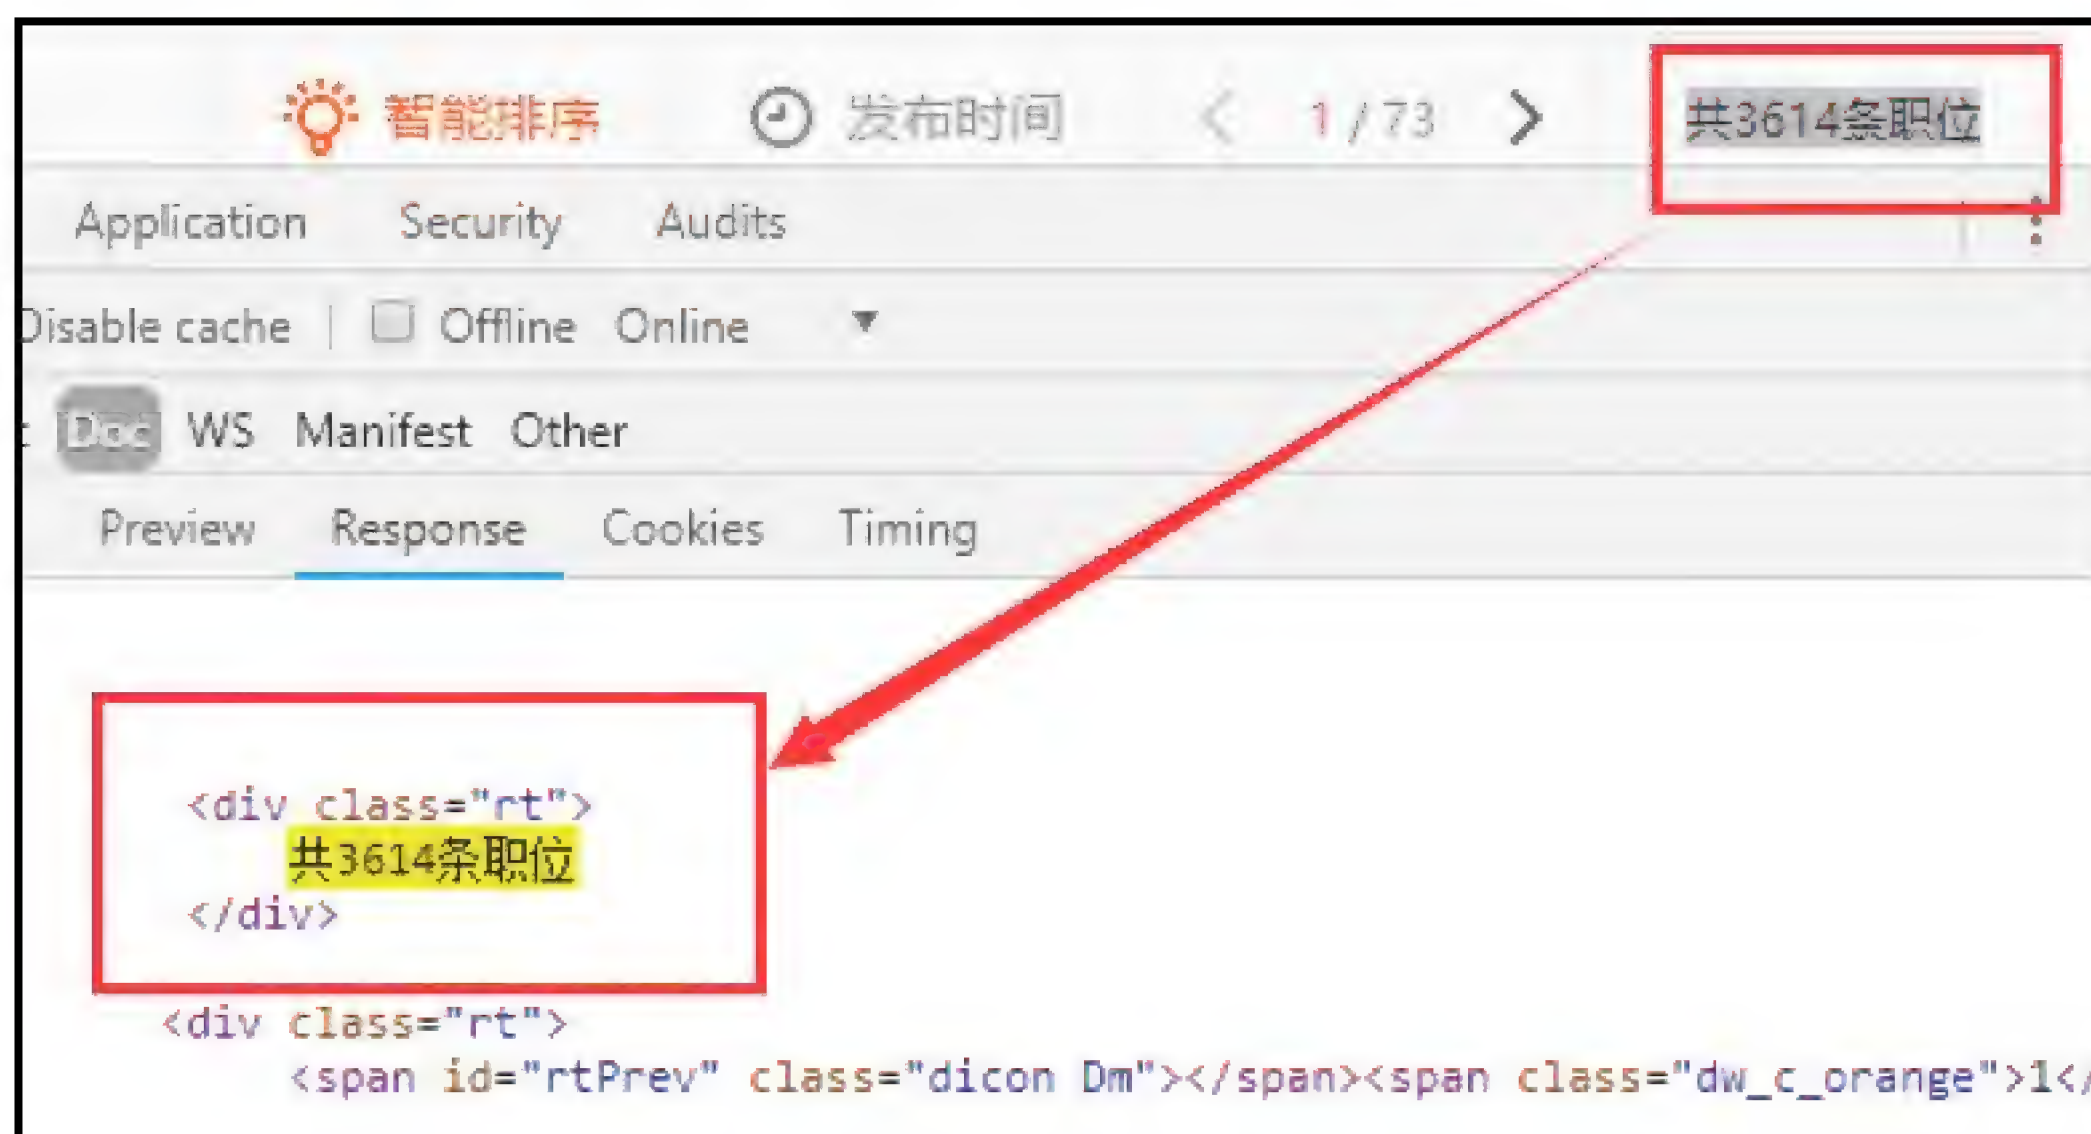 智能排序 发布时间 < 1 / 73 > 共3614条职位
Application Security Audits
Disable cache | Offline Online ▼
Doc WS Manifest Other
Preview Response Cookies Timing
<div class="rt">
共3614条职位
</div>
<div class="rt">
<span id="rtPrev" class="dicon Dm"></span><span class="dw_c_orange">1</